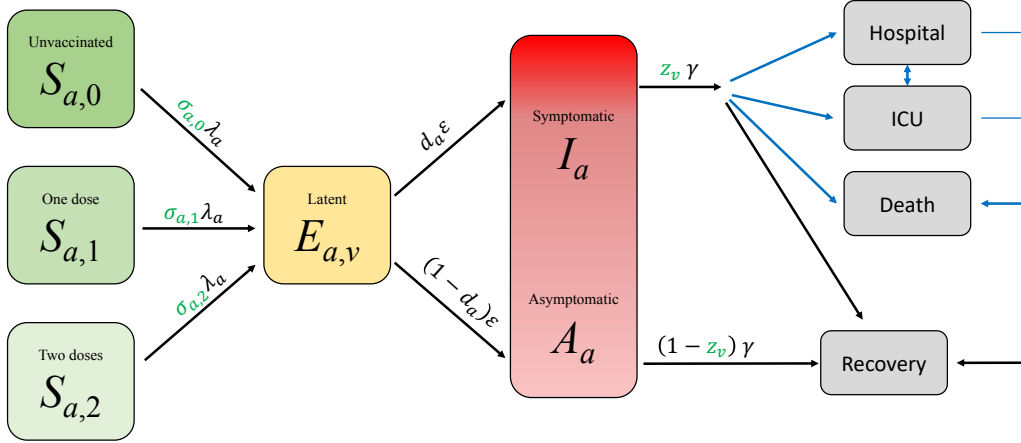 Unvaccinated
S_{a,0}
One dose
S_{a,1}
Two doses
S_{a,2}
σ_{a,0}λ_a
σ_{a,1}λ_a
σ_{a,2}λ_a
Latent
E_{a,v}
d_aε
(1 − d_a)ε
Symptomatic
I_a
Asymptomatic
A_a
z_v γ
(1 − z_v) γ
Hospital
ICU
Death
Recovery